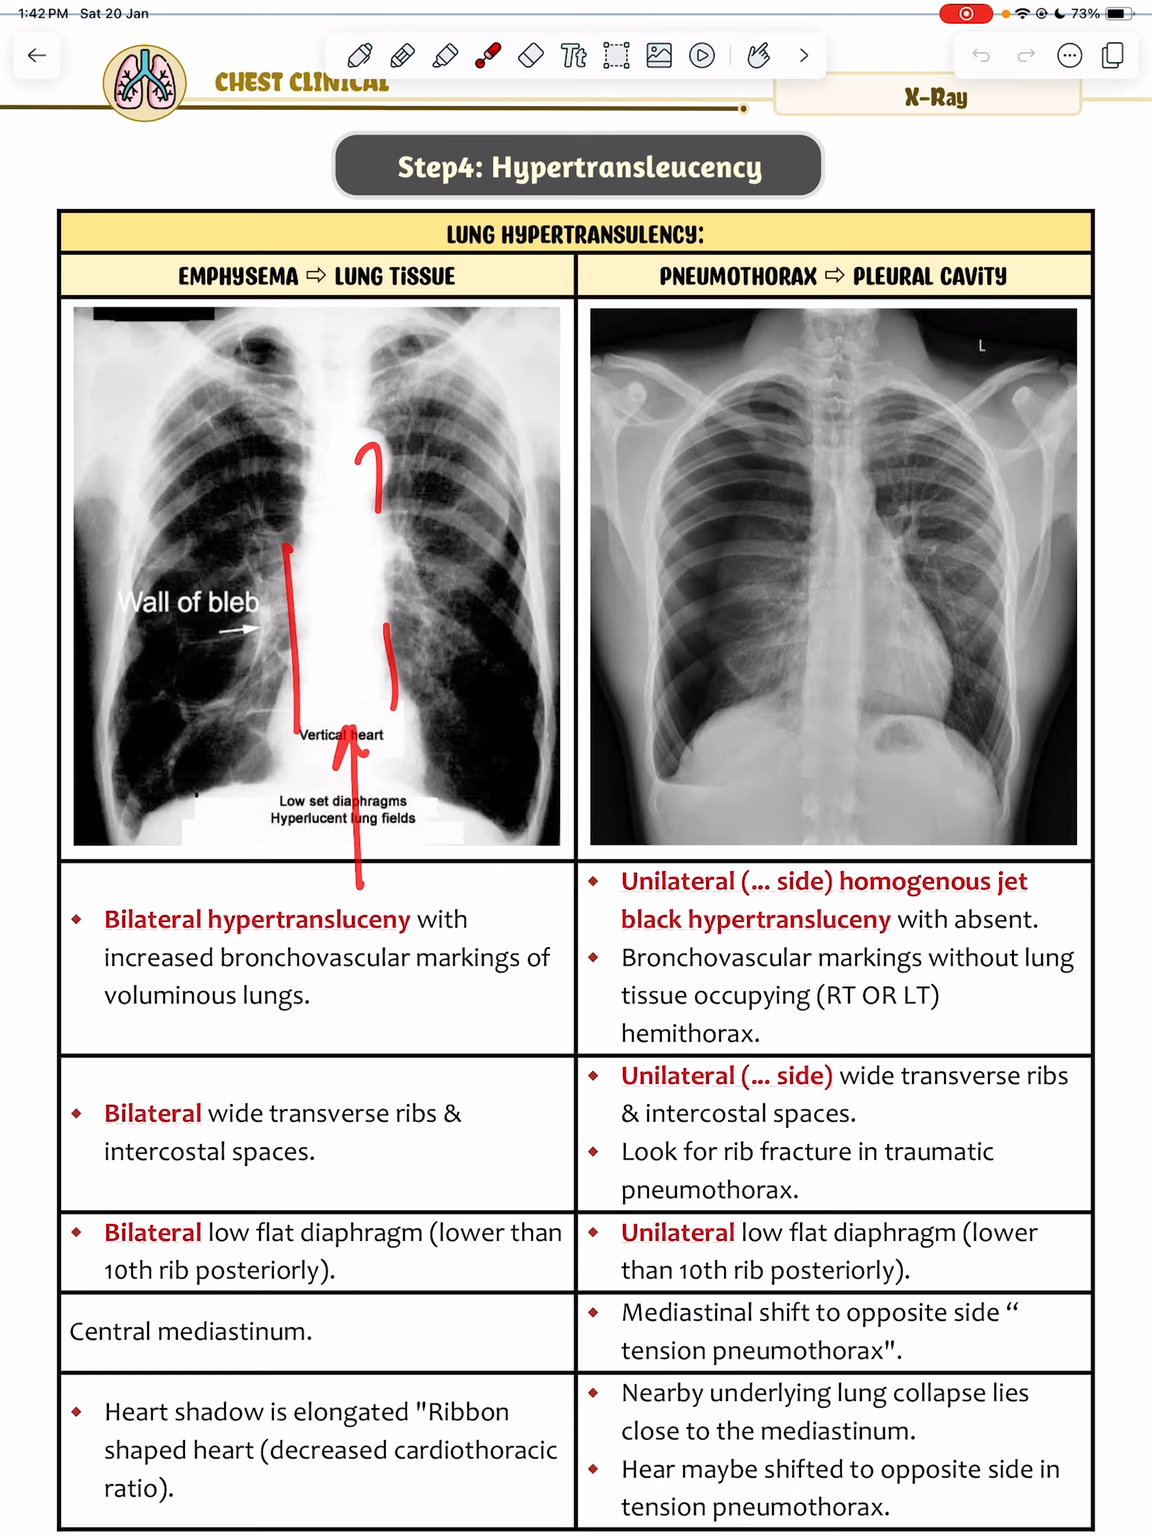 1:42 PM Sat 20 Jan
73%
Tt
CHEST CLINICAL
X-Ray
Step4: Hypertransleucency
LUNG HYPERTRANSULENCY:
EMPHYSEMA ⇨ LUNG TISSUE
PNEUMOTHORAX ⇨ PLEURAL CAVITY
Wall of bleb
Vertical heart
Low set diaphragms
Hyperlucent lung fields
L
Bilateral hypertransluceny with
increased bronchovascular markings of
voluminous lungs.
Unilateral (... side) homogenous jet
black hypertransluceny with absent.
Bronchovascular markings without lung
tissue occupying (RT OR LT)
hemithorax.
Bilateral wide transverse ribs &
intercostal spaces.
Unilateral (... side) wide transverse ribs
& intercostal spaces.
Look for rib fracture in traumatic
pneumothorax.
Bilateral low flat diaphragm (lower than
10th rib posteriorly).
Unilateral low flat diaphragm (lower
than 10th rib posteriorly).
Central mediastinum.
Mediastinal shift to opposite side “
tension pneumothorax".
Heart shadow is elongated "Ribbon
shaped heart (decreased cardiothoracic
ratio).
Nearby underlying lung collapse lies
close to the mediastinum.
Hear maybe shifted to opposite side in
tension pneumothorax.